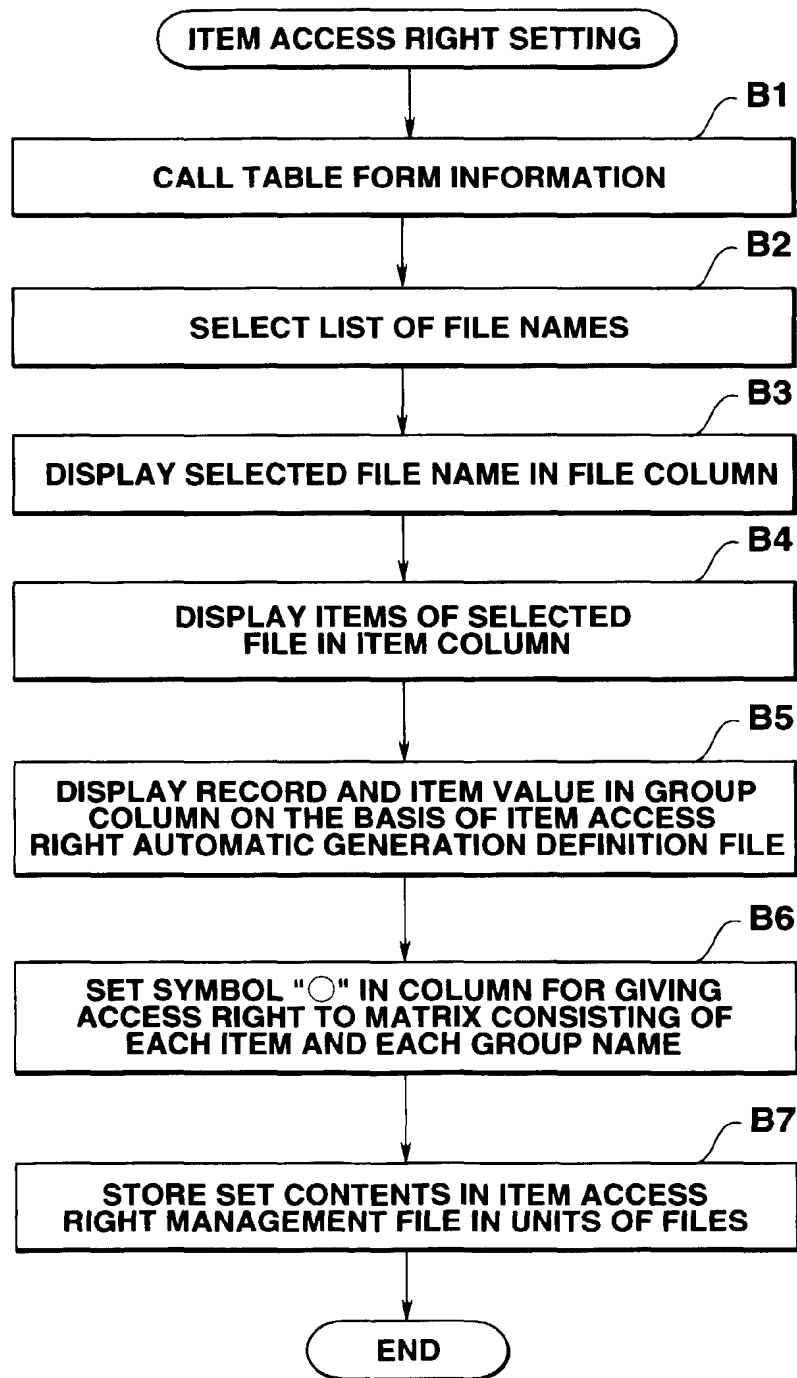 ITEM ACCESS RIGHT SETTING
B1
CALL TABLE FORM INFORMATION
B2
SELECT LIST OF FILE NAMES
B3
DISPLAY SELECTED FILE NAME IN FILE COLUMN
B4
DISPLAY ITEMS OF SELECTED
FILE IN ITEM COLUMN
B5
DISPLAY RECORD AND ITEM VALUE IN GROUP
COLUMN ON THE BASIS OF ITEM ACCESS
RIGHT AUTOMATIC GENERATION DEFINITION FILE
B6
SET SYMBOL "○" IN COLUMN FOR GIVING
ACCESS RIGHT TO MATRIX CONSISTING OF
EACH ITEM AND EACH GROUP NAME
B7
STORE SET CONTENTS IN ITEM ACCESS
RIGHT MANAGEMENT FILE IN UNITS OF FILES
END